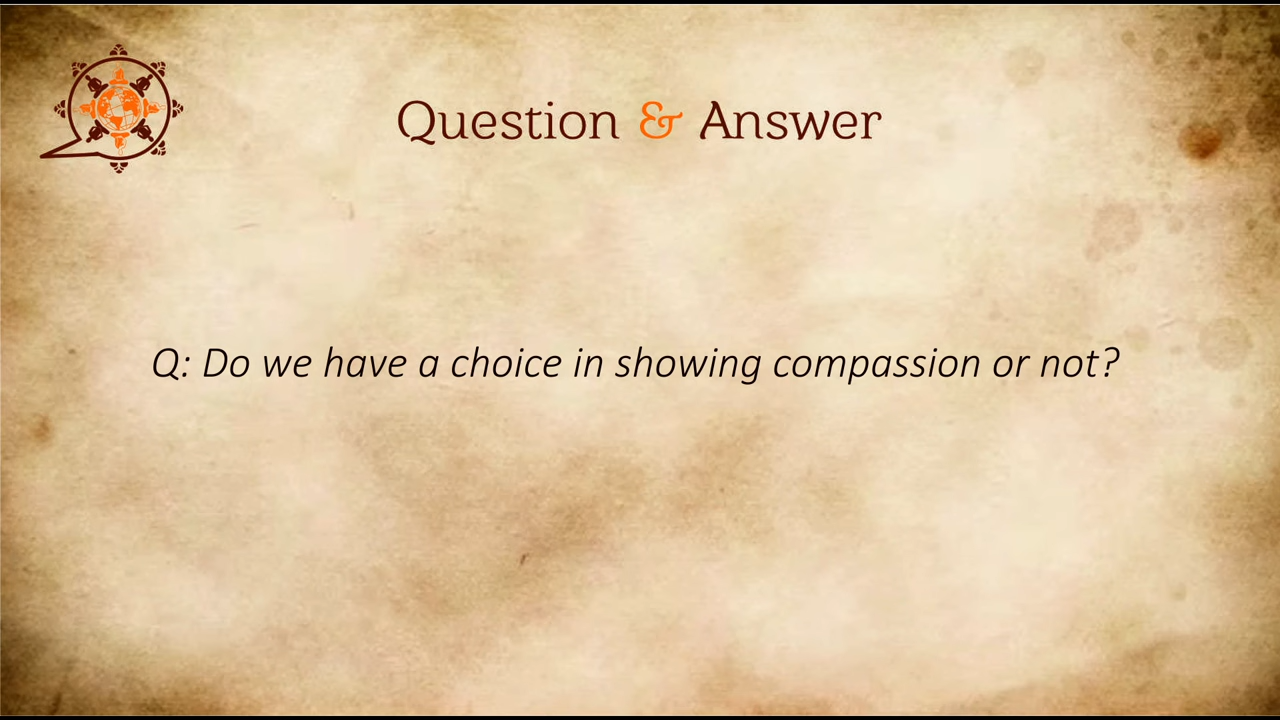 Question & Answer
Q: Do we have a choice in showing compassion or not?